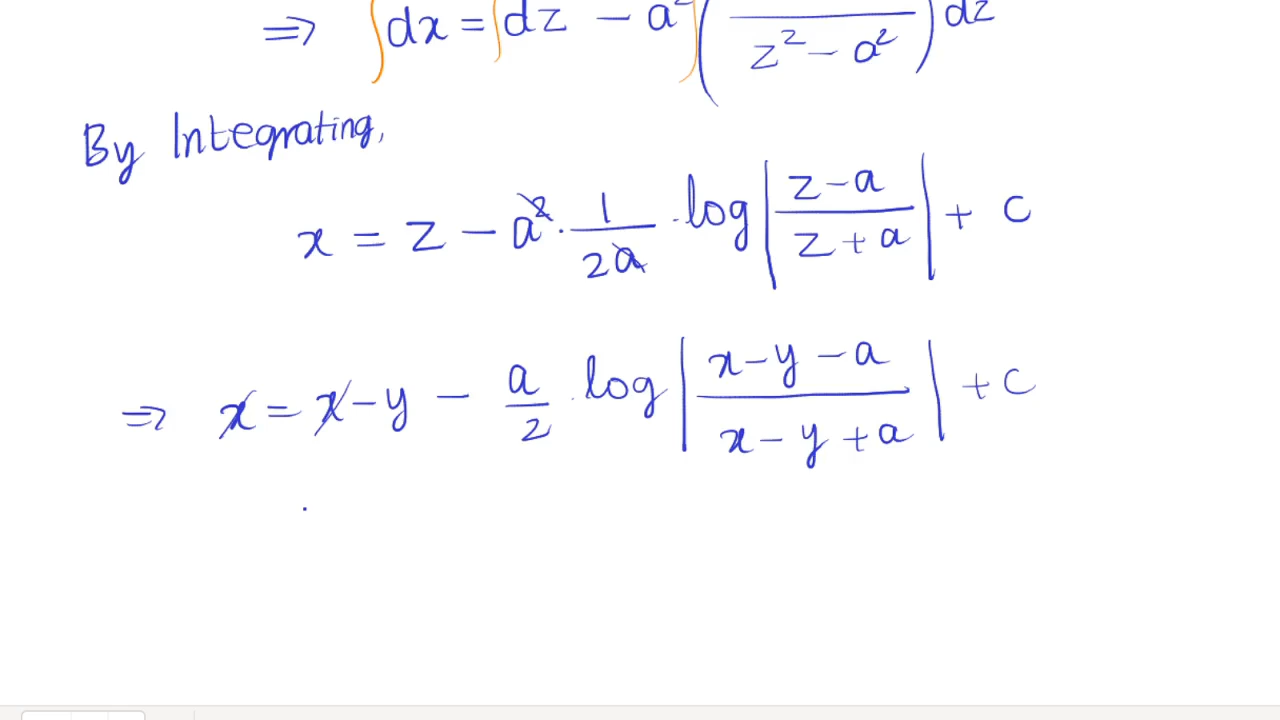 ⇒ ∫dx = ∫dz − a²∫( / z² − a² ) dz
By Integrating,
x = z − a² · 1/2a · log | z − a / z + a | + c
⇒ x = x − y − a/2 · log | x − y − a / x − y + a | + c